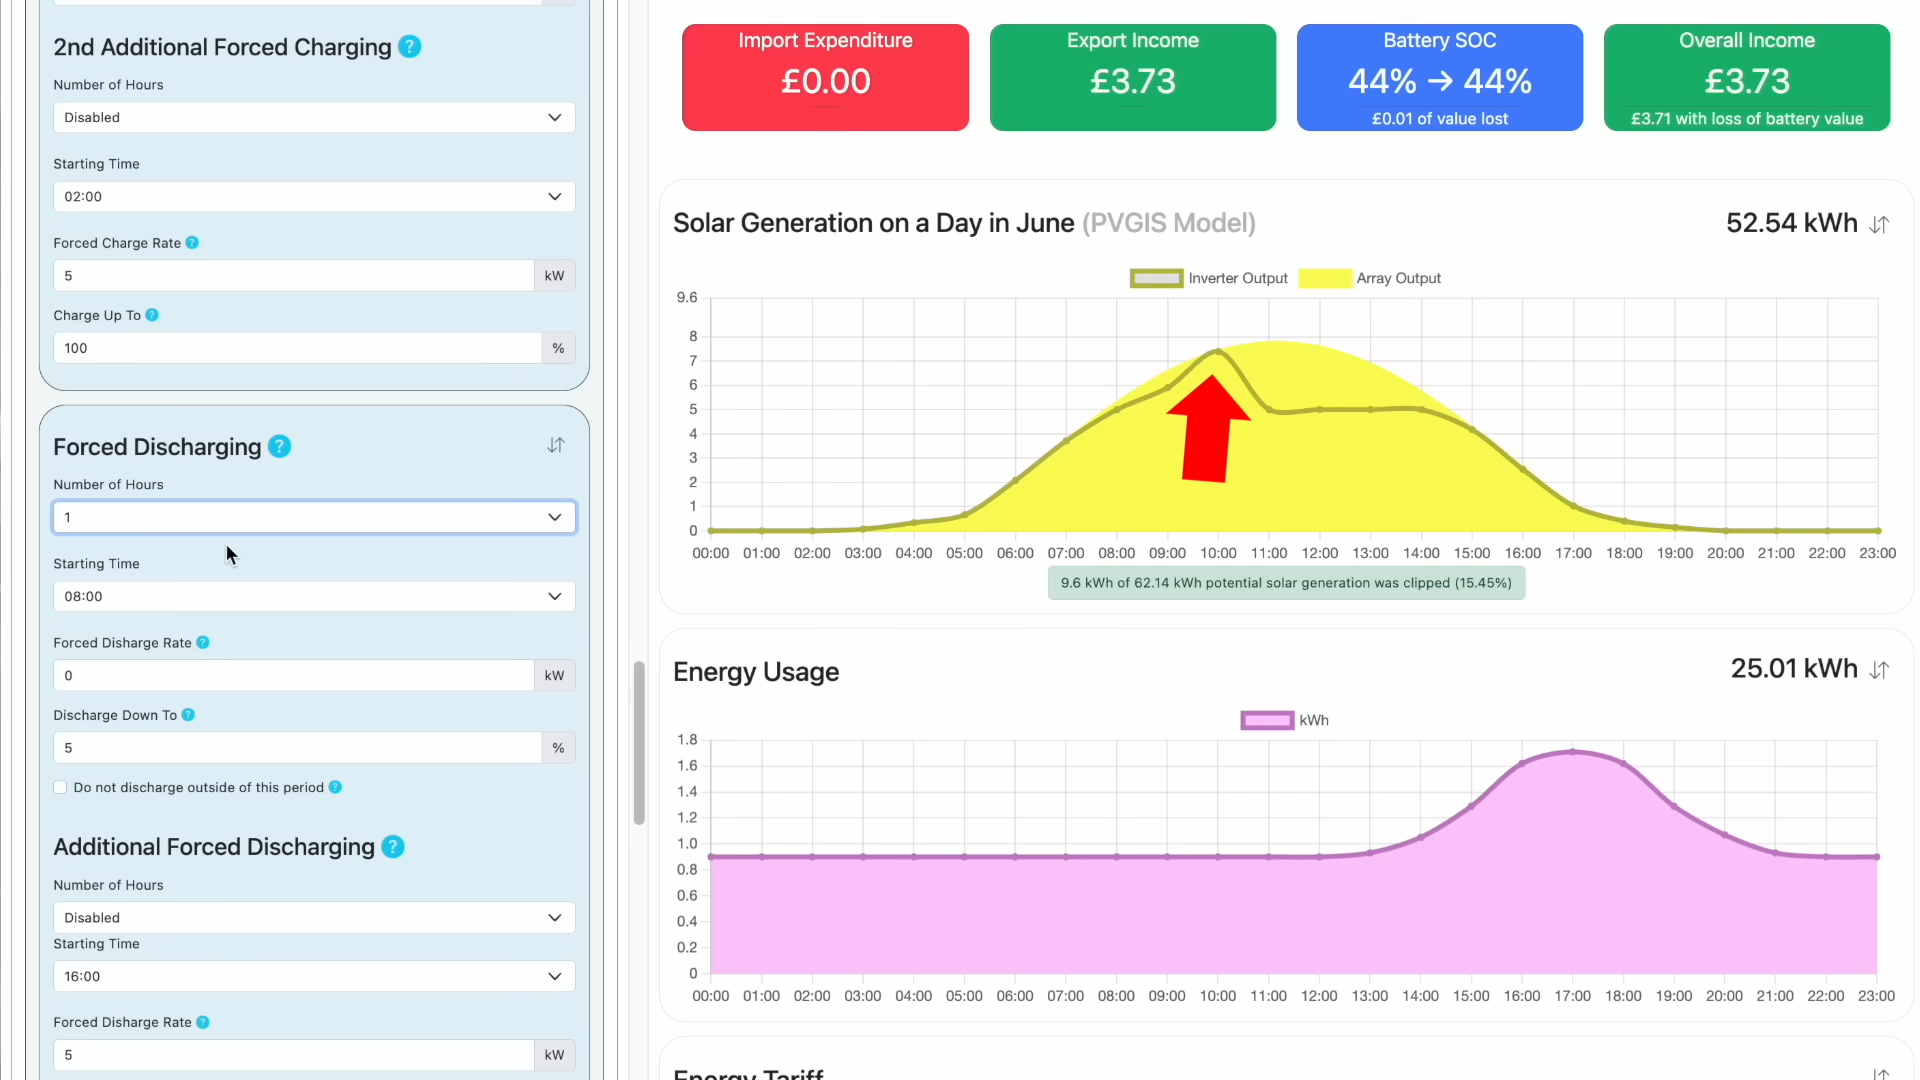 2nd Additional Forced Charging ?
Number of Hours
Disabled
Starting Time
02:00
Forced Charge Rate ?
5 kW
Charge Up To ?
100 %
Forced Discharging ?
Number of Hours
1
Starting Time
08:00
Forced Disharge Rate ?
0 kW
Discharge Down To ?
5 %
Do not discharge outside of this period ?
Additional Forced Discharging ?
Number of Hours
Disabled
Starting Time
16:00
Forced Disharge Rate ?
5 kW
Import Expenditure
£0.00
Export Income
£3.73
Battery SOC
44% → 44%
£0.01 of value lost
Overall Income
£3.73
£3.71 with loss of battery value
Solar Generation on a Day in June (PVGIS Model)
52.54 kWh
Inverter Output Array Output
9.6
8
7
6
5
4
3
2
1
0
00:00 01:00 02:00 03:00 04:00 05:00 06:00 07:00 08:00 09:00 10:00 11:00 12:00 13:00 14:00 15:00 16:00 17:00 18:00 19:00 20:00 21:00 22:00 23:00
9.6 kWh of 62.14 kWh potential solar generation was clipped (15.45%)
Energy Usage
25.01 kWh
kWh
1.8
1.6
1.4
1.2
1.0
0.8
0.6
0.4
0.2
0
00:00 01:00 02:00 03:00 04:00 05:00 06:00 07:00 08:00 09:00 10:00 11:00 12:00 13:00 14:00 15:00 16:00 17:00 18:00 19:00 20:00 21:00 22:00 23:00
Energy Tariff